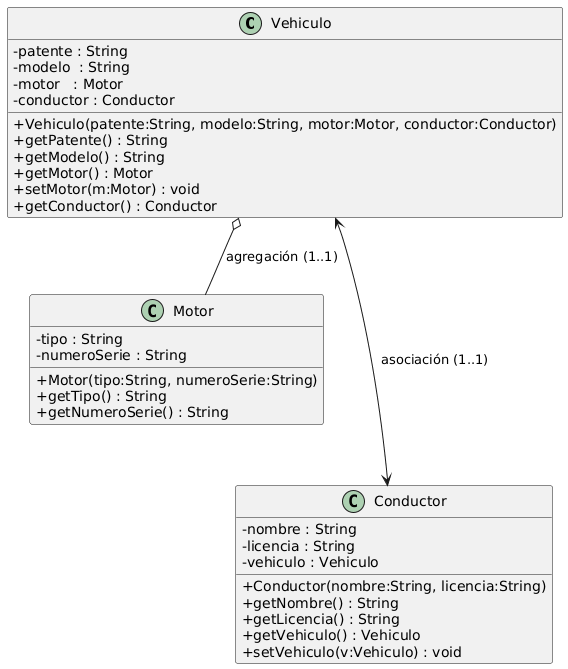 C Vehiculo
-patente : String
-modelo  : String
-motor   : Motor
-conductor : Conductor
+Vehiculo(patente:String, modelo:String, motor:Motor, conductor:Conductor)
+getPatente() : String
+getModelo() : String
+getMotor() : Motor
+setMotor(m:Motor) : void
+getConductor() : Conductor
agregación (1..1)
C Motor
-tipo : String
-numeroSerie : String
+Motor(tipo:String, numeroSerie:String)
+getTipo() : String
+getNumeroSerie() : String
asociación (1..1)
C Conductor
-nombre : String
-licencia : String
-vehiculo : Vehiculo
+Conductor(nombre:String, licencia:String)
+getNombre() : String
+getLicencia() : String
+getVehiculo() : Vehiculo
+setVehiculo(v:Vehiculo) : void